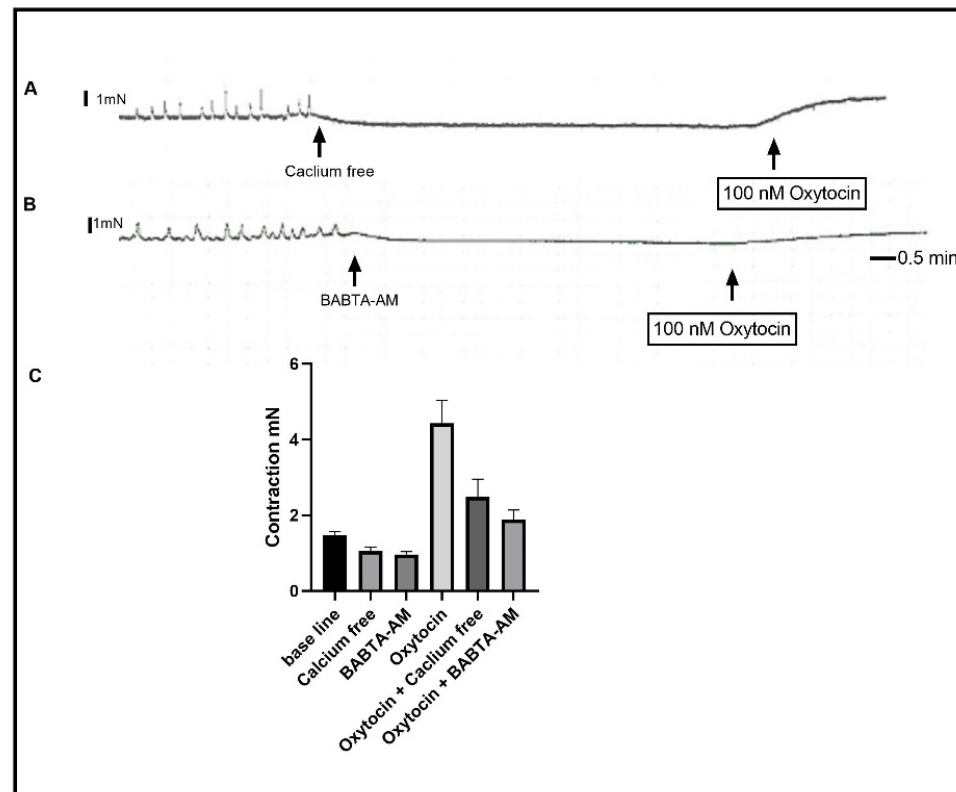 A
1mN
Caclium free
100 nM Oxytocin
B
1mN
0.5 min
BABTA-AM
100 nM Oxytocin
C
Contraction mN
6
4
2
0
base line
Calcium free
BABTA-AM
Oxytocin
Oxytocin + Caclium free
Oxytocin + BABTA-AM